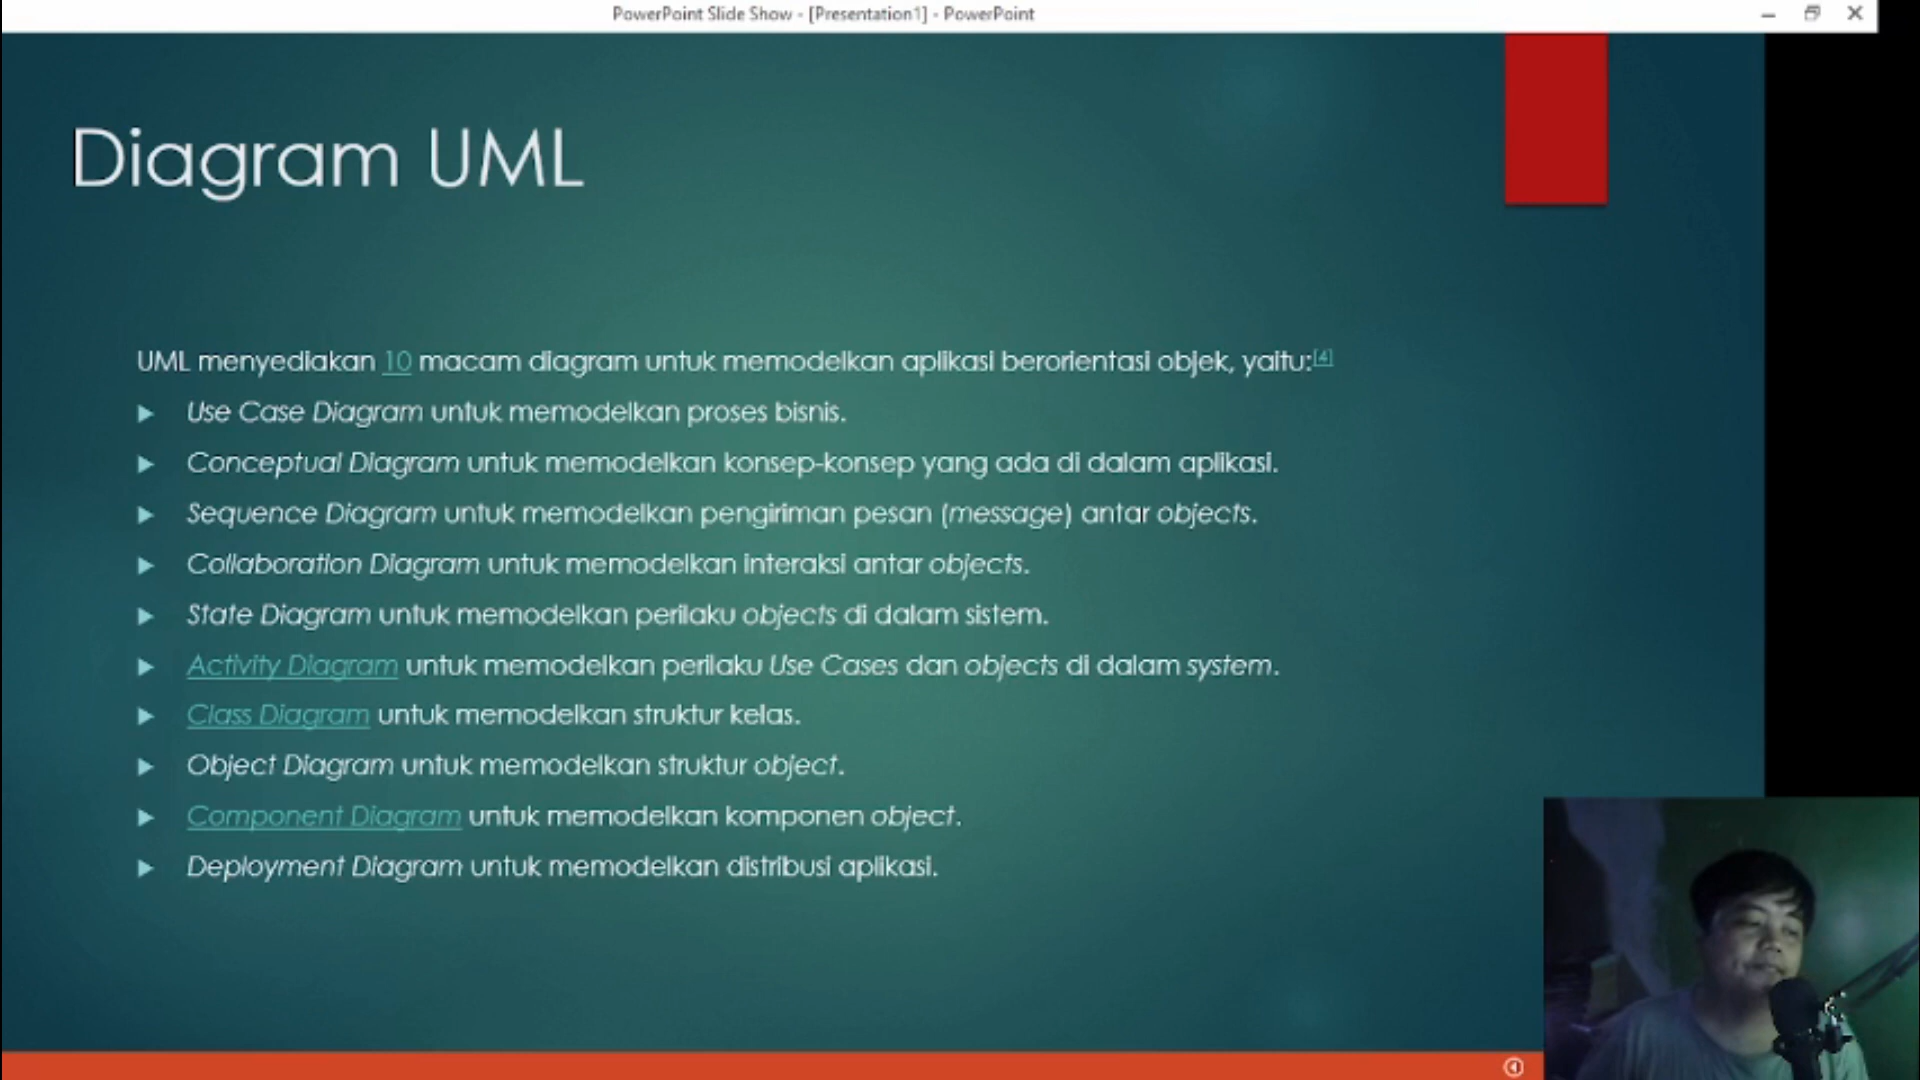 PowerPoint Slide Show - [Presentation1] - PowerPoint
Diagram UML
UML menyediakan 10 macam diagram untuk memodelkan aplikasi berorientasi objek, yaitu:[4]
Use Case Diagram untuk memodelkan proses bisnis.
Conceptual Diagram untuk memodelkan konsep-konsep yang ada di dalam aplikasi.
Sequence Diagram untuk memodelkan pengiriman pesan (message) antar objects.
Collaboration Diagram untuk memodelkan interaksi antar objects.
State Diagram untuk memodelkan perilaku objects di dalam sistem.
Activity Diagram untuk memodelkan perilaku Use Cases dan objects di dalam system.
Class Diagram untuk memodelkan struktur kelas.
Object Diagram untuk memodelkan struktur object.
Component Diagram untuk memodelkan komponen object.
Deployment Diagram untuk memodelkan distribusi aplikasi.